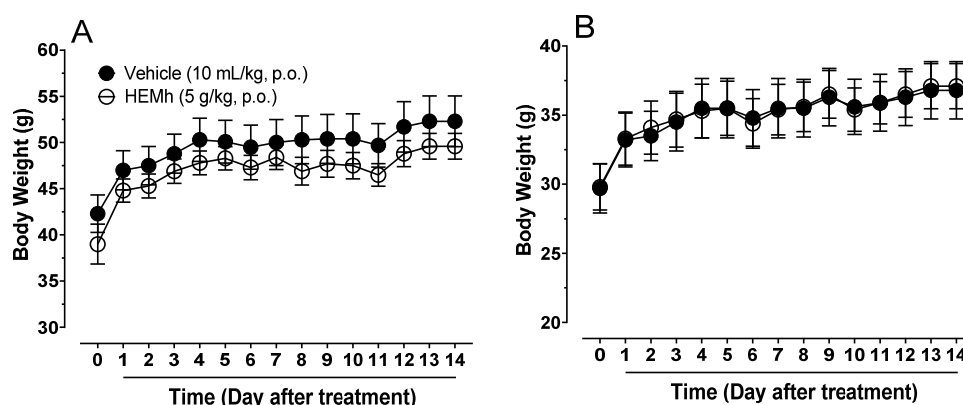 A
60
55
50
45
40
35
30
Body Weight (g)
Vehicle (10 mL/kg, p.o.)
HEMh (5 g/kg, p.o.)
0 1 2 3 4 5 6 7 8 9 10 11 12 13 14
Time (Day after treatment)
B
40
35
30
25
20
Body Weight (g)
0 1 2 3 4 5 6 7 8 9 10 11 12 13 14
Time (Day after treatment)